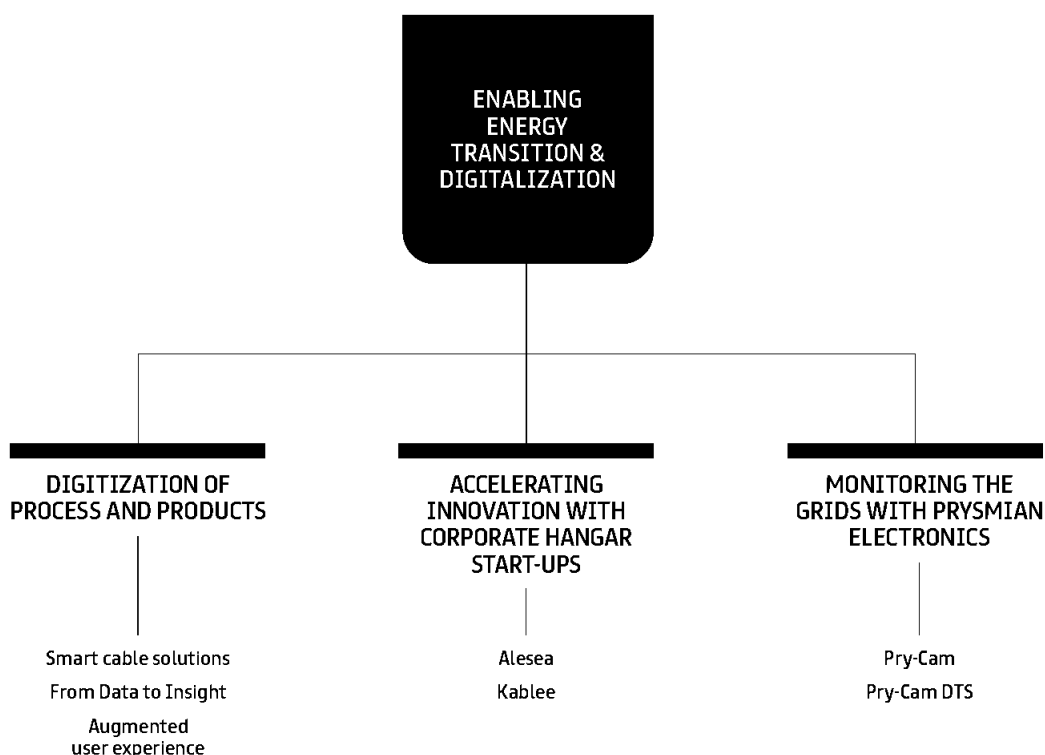 ENABLING
ENERGY
TRANSITION &
DIGITALIZATION
DIGITIZATION OF
PROCESS AND PRODUCTS
Smart cable solutions
From Data to Insight
Augmented
user experience
ACCELERATING
INNOVATION WITH
CORPORATE HANGAR
START-UPS
Alesea
Kablee
MONITORING THE
GRIDS WITH PRYSMIAN
ELECTRONICS
Pry-Cam
Pry-Cam DTS